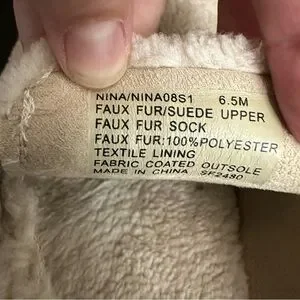 NINA/NINA08S1 6.5M
FAUX FUR/SUEDE UPPER
FAUX FUR SOCK
FAUX FUR:100%POLYESTER
TEXTILE LINING
FABRIC COATED OUTSOLE
MADE IN CHINA SF2480